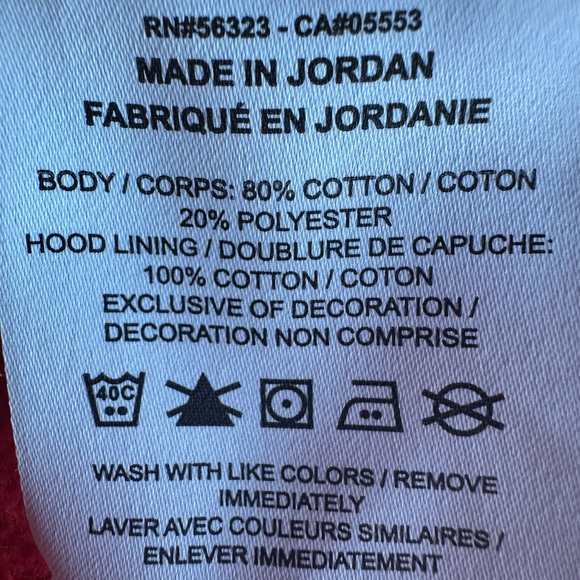 RN#56323 - CA#05553
MADE IN JORDAN
FABRIQUÉ EN JORDANIE
BODY / CORPS: 80% COTTON / COTON
20% POLYESTER
HOOD LINING / DOUBLURE DE CAPUCHE:
100% COTTON / COTON
EXCLUSIVE OF DECORATION /
DECORATION NON COMPRISE
40C
WASH WITH LIKE COLORS / REMOVE
IMMEDIATELY
LAVER AVEC COULEURS SIMILAIRES /
ENLEVER IMMEDIATEMENT